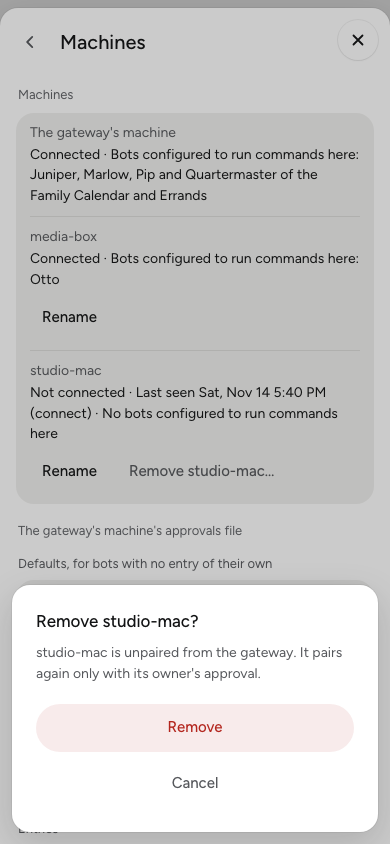 Machines
Machines
The gateway's machine
Connected · Bots configured to run commands here:
Juniper, Marlow, Pip and Quartermaster of the
Family Calendar and Errands
media-box
Connected · Bots configured to run commands here:
Otto
Rename
studio-mac
Not connected · Last seen Sat, Nov 14 5:40 PM
(connect) · No bots configured to run commands
here
Rename Remove studio-mac...
The gateway's machine's approvals file
Defaults, for bots with no entry of their own
Remove studio-mac?
studio-mac is unpaired from the gateway. It pairs
again only with its owner's approval.
Remove
Cancel